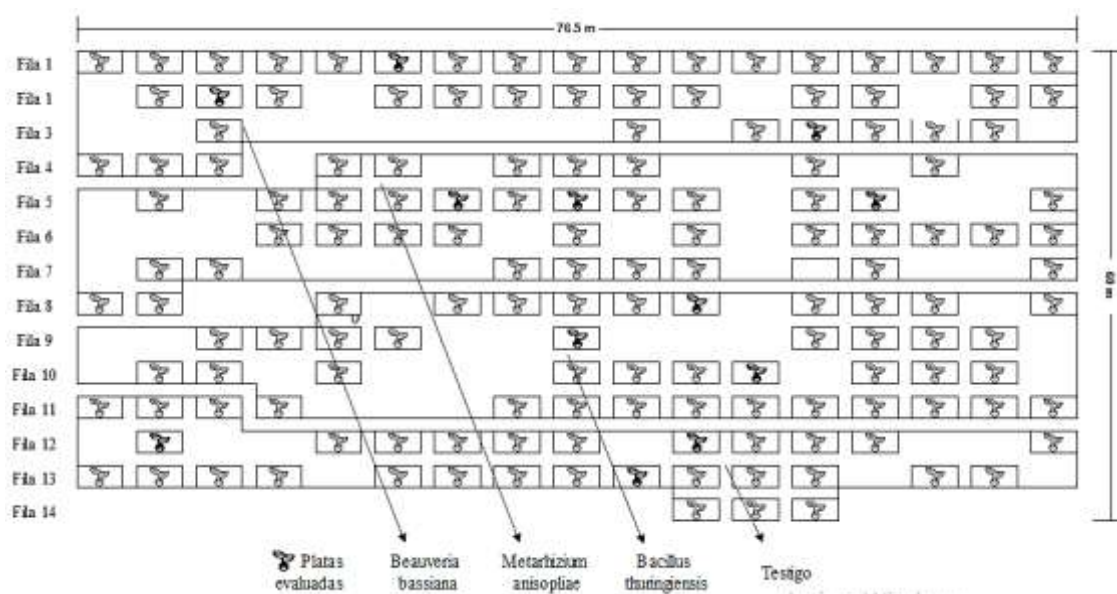 76.5 m
Fila 1
Fila 1
Fila 3
Fila 4
Fila 5
Fila 6
Fila 7
Fila 8
Fila 9
Fila 10
Fila 11
Fila 12
Fila 13
Fila 14
Platas
evaluadas
Beauveria
bassiana
Metarhizium
anisopliae
Bacillus
thuringiensis
Testigo